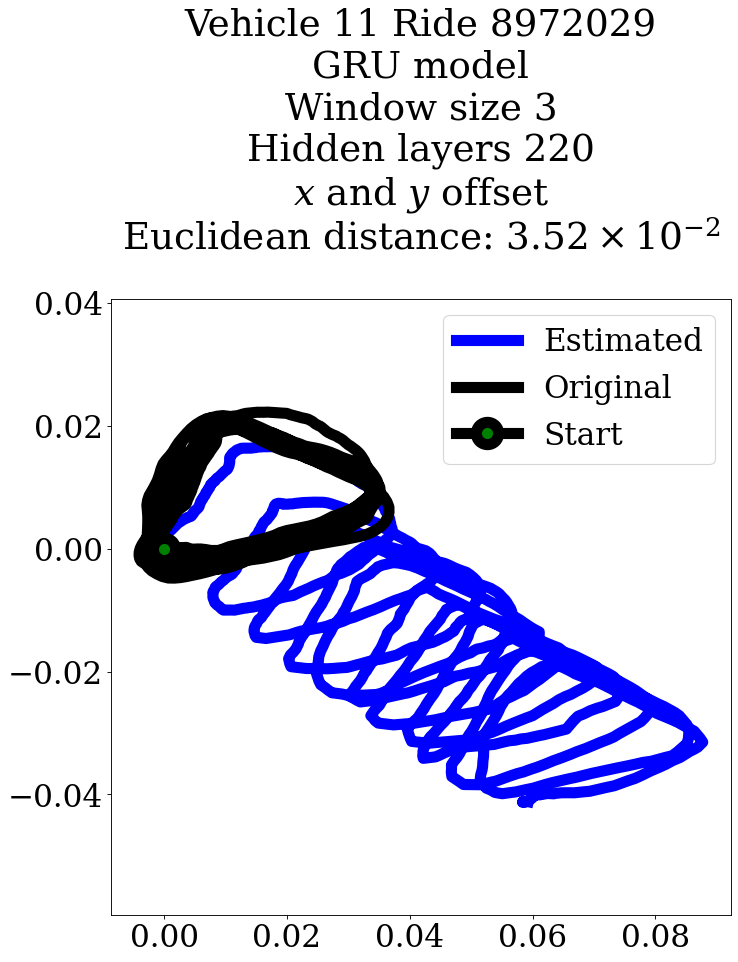 Vehicle 11 Ride 8972029
GRU model
Window size 3
Hidden layers 220
x and y offset
Euclidean distance: 3.52 × 10⁻²
0.04
Estimated
Original
0.02
Start
0.00
−0.02
−0.04
0.00 0.02 0.04 0.06 0.08